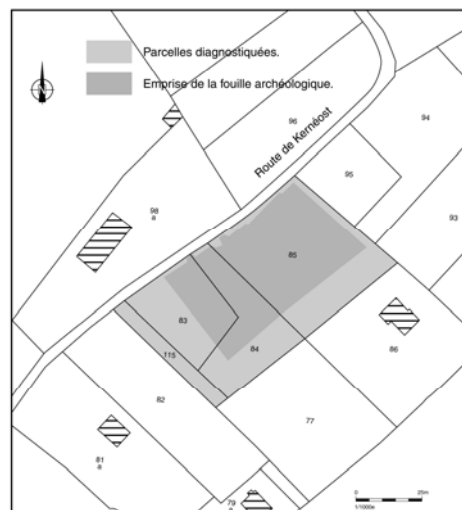 Parcelles diagnostiquées.
Emprise de la fouille archéologique.
96
94
Route de Kernéost
95
98
a
93
85
83
84
86
115
82
77
81
a
79
0 25m
1/1000e